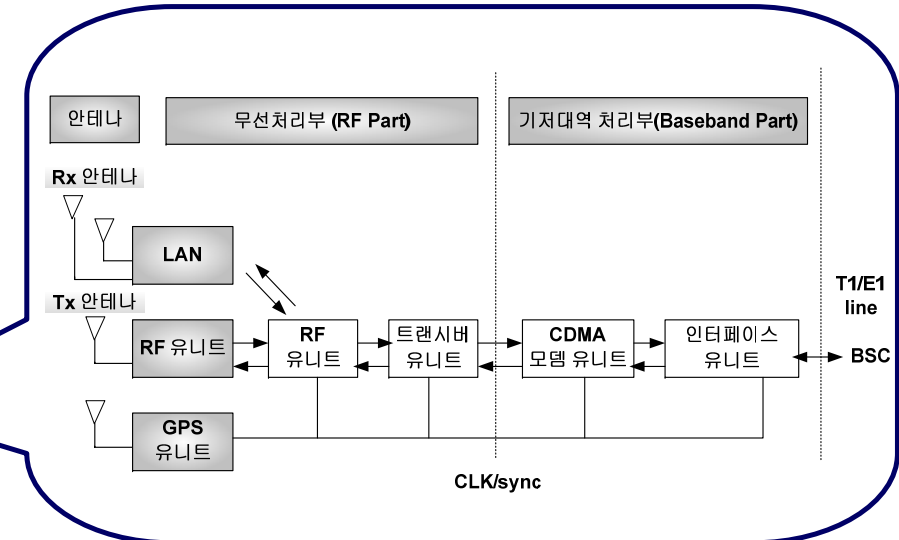 안테나
무선처리부 (RF Part)
기저대역 처리부(Baseband Part)
Rx 안테나
LAN
Tx 안테나
RF 유니트
RF
유니트
트랜시버
유니트
CDMA
모뎀 유니트
인터페이스
유니트
T1/E1
line
BSC
GPS
유니트
CLK/sync